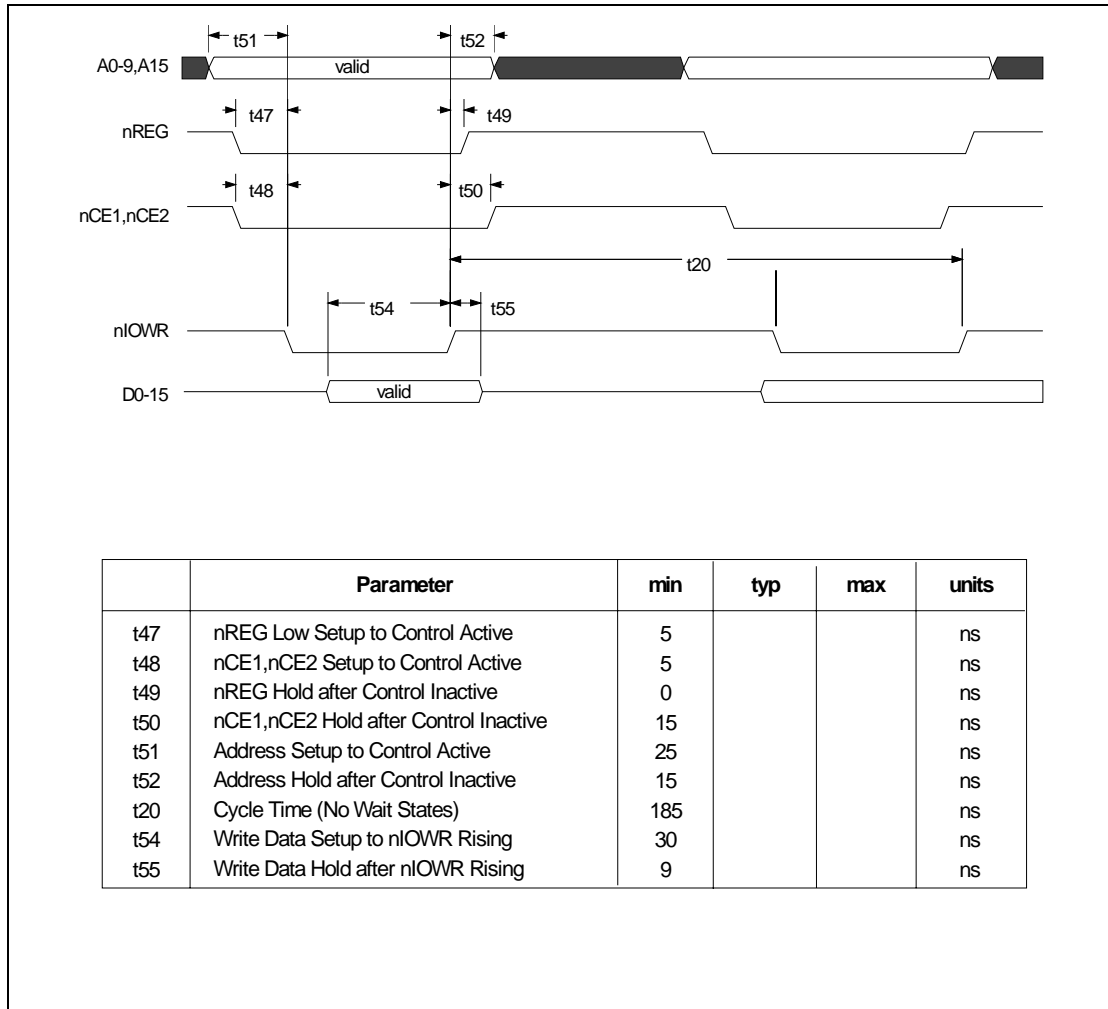 t51 t52
A0-9,A15 valid
t47 t49
nREG
t48 t50
nCE1,nCE2
t20
t54 t55
nIOWR
D0-15 valid
Parameter min typ max units
t47 nREG Low Setup to Control Active 5 ns
t48 nCE1,nCE2 Setup to Control Active 5 ns
t49 nREG Hold after Control Inactive 0 ns
t50 nCE1,nCE2 Hold after Control Inactive 15 ns
t51 Address Setup to Control Active 25 ns
t52 Address Hold after Control Inactive 15 ns
t20 Cycle Time (No Wait States) 185 ns
t54 Write Data Setup to nIOWR Rising 30 ns
t55 Write Data Hold after nIOWR Rising 9 ns